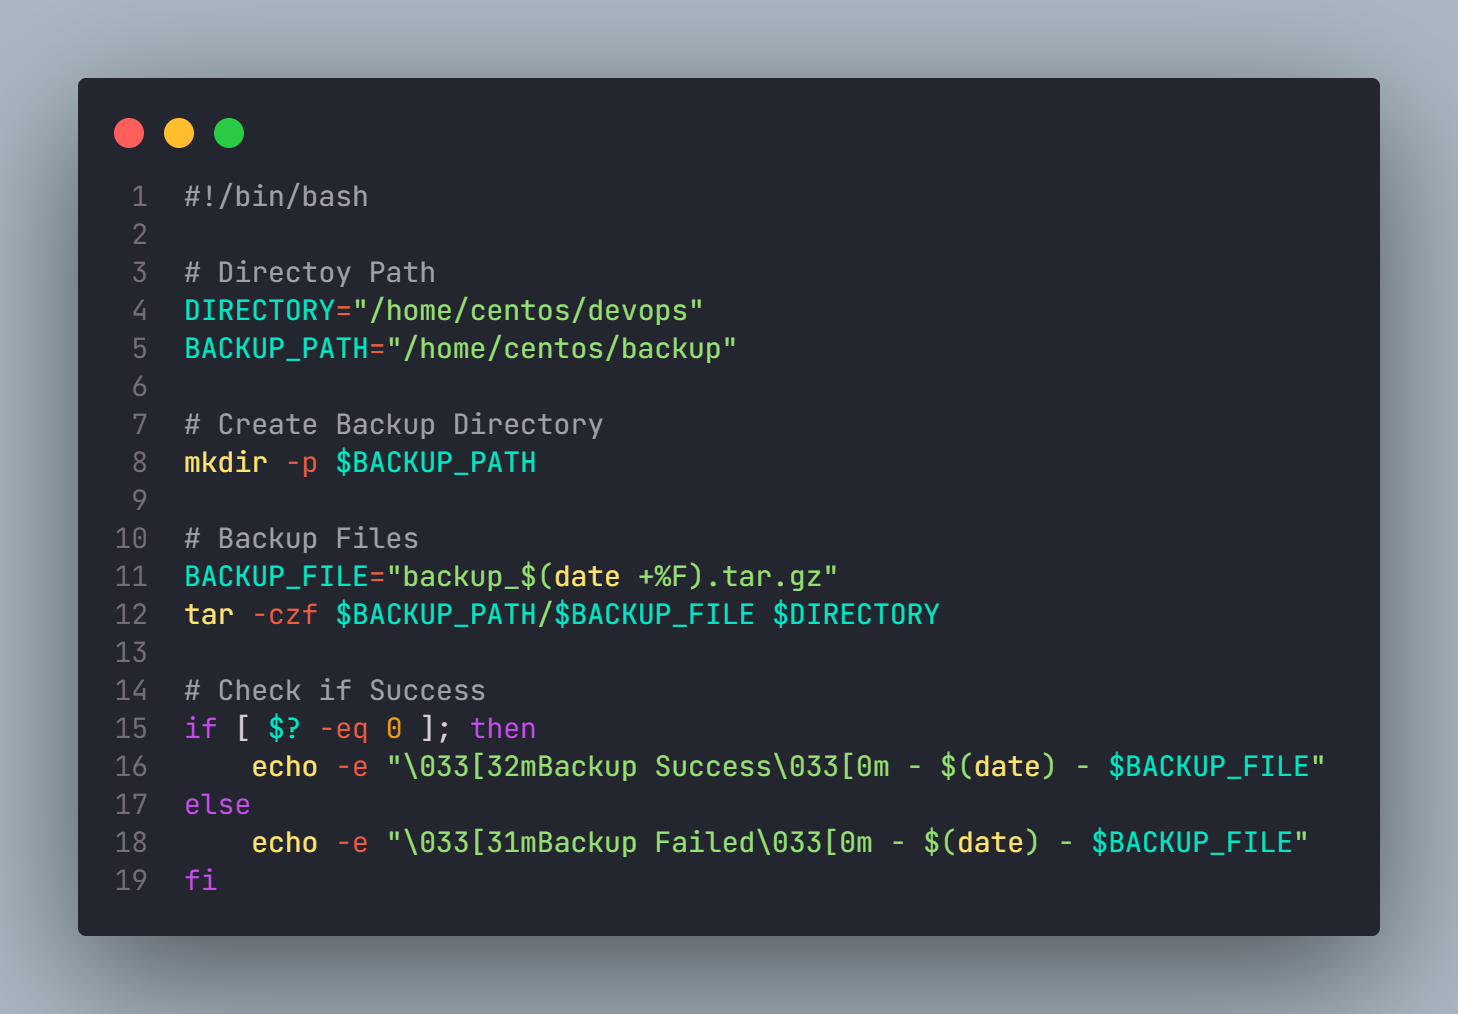 1 #!/bin/bash
2
3 # Directoy Path
4 DIRECTORY="/home/centos/devops"
5 BACKUP_PATH="/home/centos/backup"
6
7 # Create Backup Directory
8 mkdir -p $BACKUP_PATH
9
10 # Backup Files
11 BACKUP_FILE="backup_$(date +%F).tar.gz"
12 tar -czf $BACKUP_PATH/$BACKUP_FILE $DIRECTORY
13
14 # Check if Success
15 if [ $? -eq 0 ]; then
16     echo -e "\033[32mBackup Success\033[0m - $(date) - $BACKUP_FILE"
17 else
18     echo -e "\033[31mBackup Failed\033[0m - $(date) - $BACKUP_FILE"
19 fi